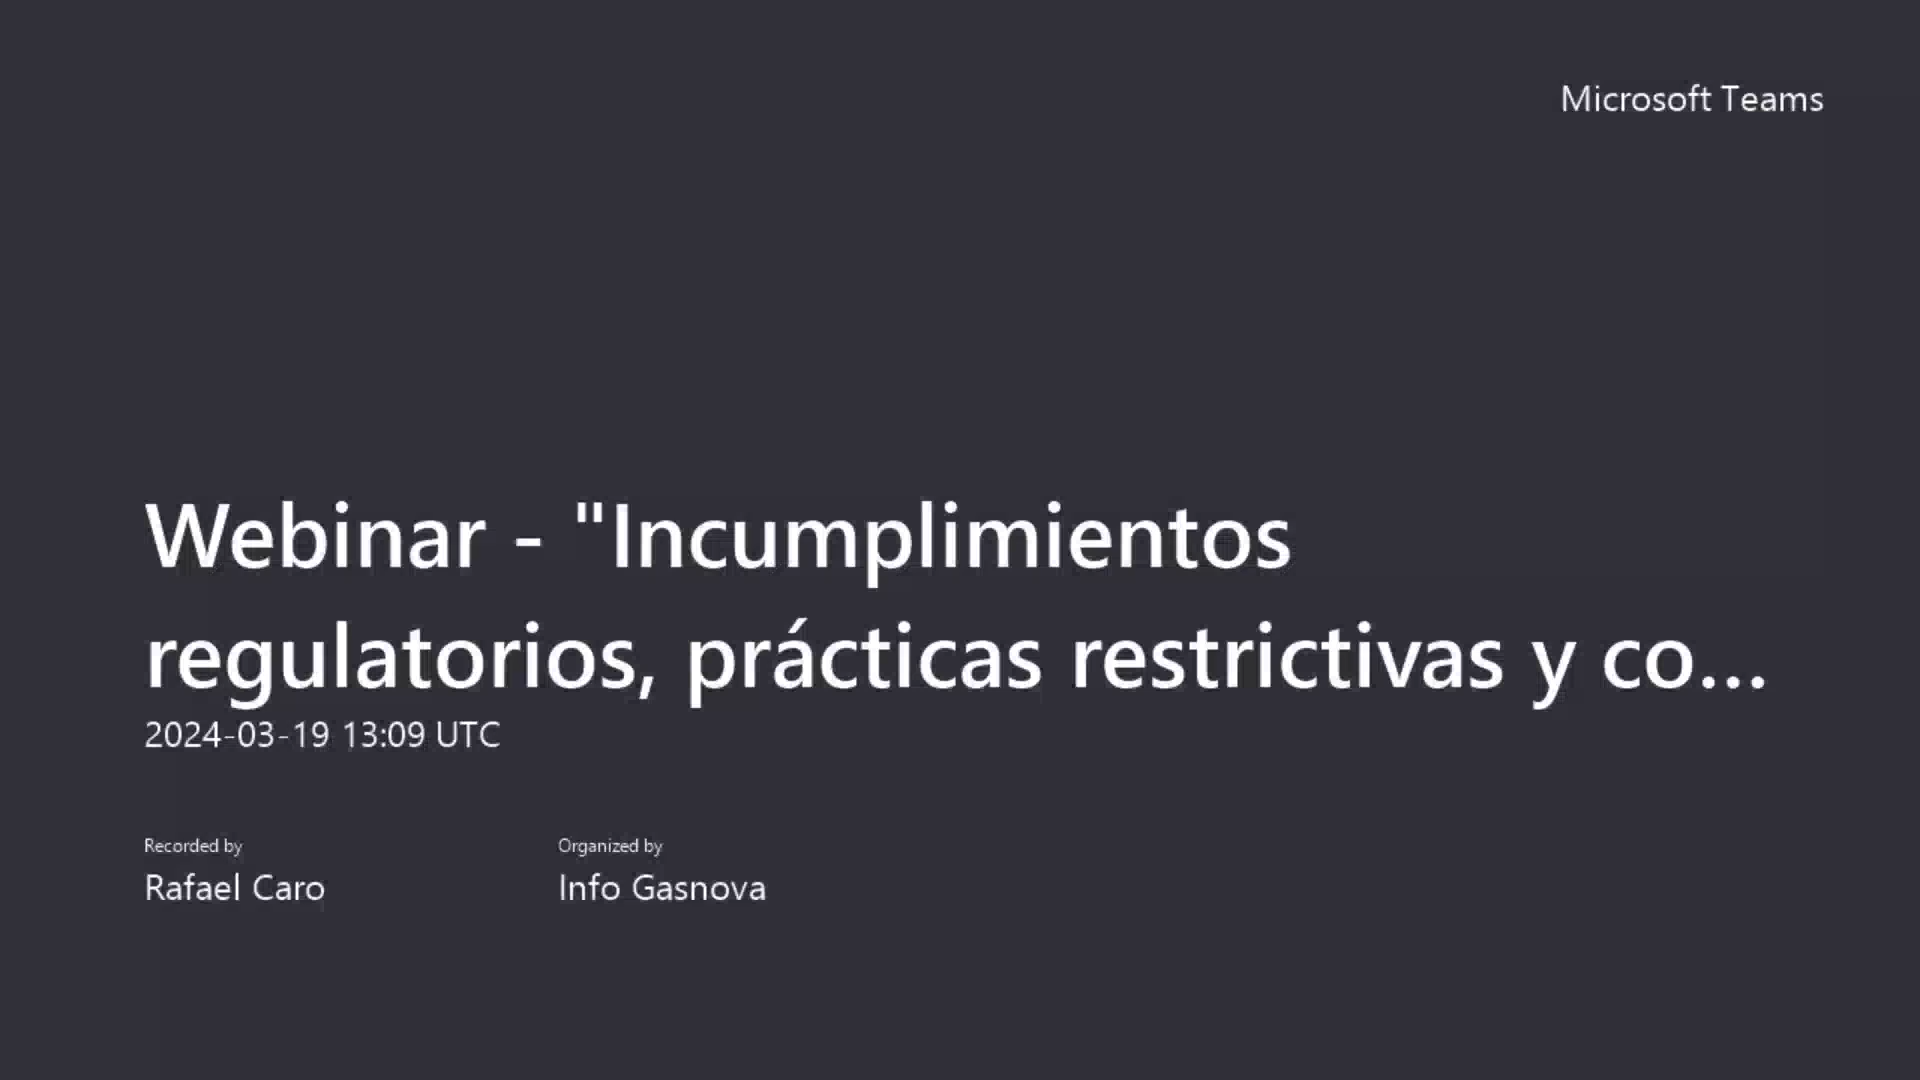 Microsoft Teams
Webinar - "Incumplimientos
regulatorios, prácticas restrictivas y co...
2024-03-19 13:09 UTC
Recorded by
Rafael Caro
Organized by
Info Gasnova